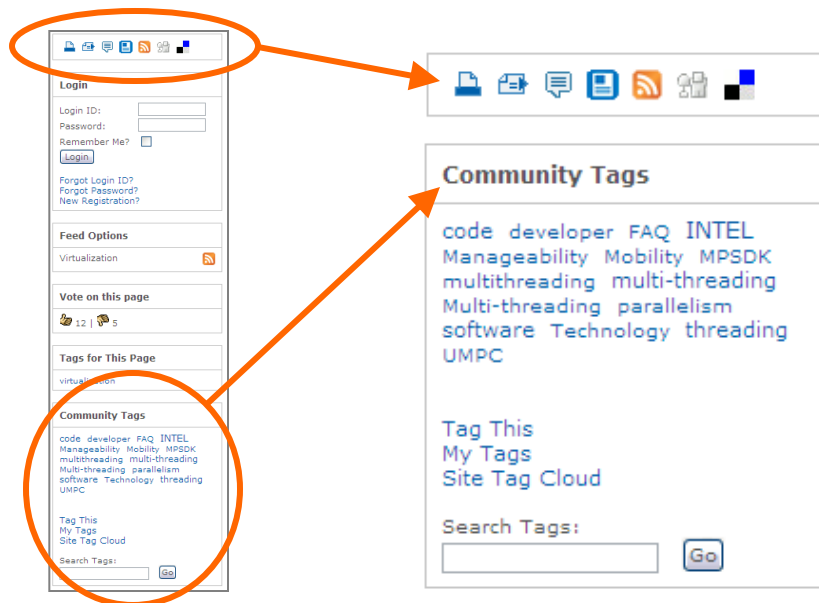 Login
Login ID:
Password:
Remember Me?
Login
Forgot Login ID?
Forgot Password?
New Registration?
Feed Options
Virtualization
Vote on this page
12 | 5
Tags for This Page
virtualization
Community Tags
code developer FAQ INTEL
Manageability Mobility MPSDK
multithreading multi-threading
Multi-threading parallelism
software Technology threading
UMPC
Tag This
My Tags
Site Tag Cloud
Search Tags:
Go
Community Tags
code developer FAQ INTEL
Manageability Mobility MPSDK
multithreading multi-threading
Multi-threading parallelism
software Technology threading
UMPC
Tag This
My Tags
Site Tag Cloud
Search Tags:
Go